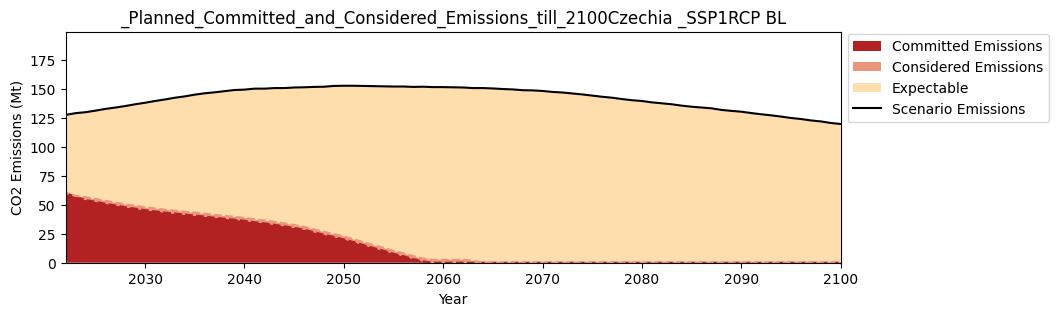 _Planned_Committed_and_Considered_Emissions_till_2100Czechia _SSP1RCP BL
CO2 Emissions (Mt)
175
150
125
100
75
50
25
0
2030 2040 2050 2060 2070 2080 2090 2100
Year
Committed Emissions
Considered Emissions
Expectable
Scenario Emissions